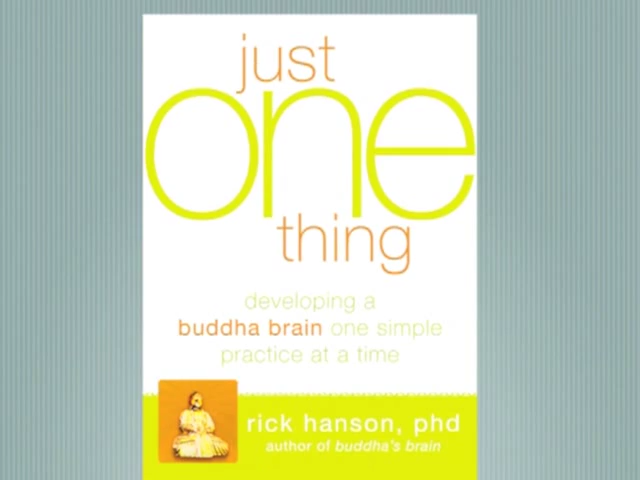 just
one
thing
developing a
buddha brain one simple
practice at a time
rick hanson, phd
author of buddha's brain